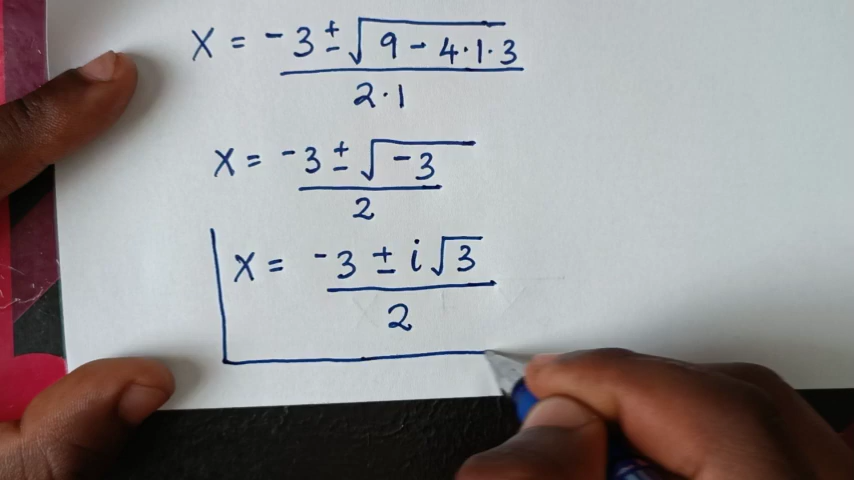 x = -3 ± √9 - 4·1·3
2·1
x = -3 ± √-3
2
x = -3 ± i√3
2